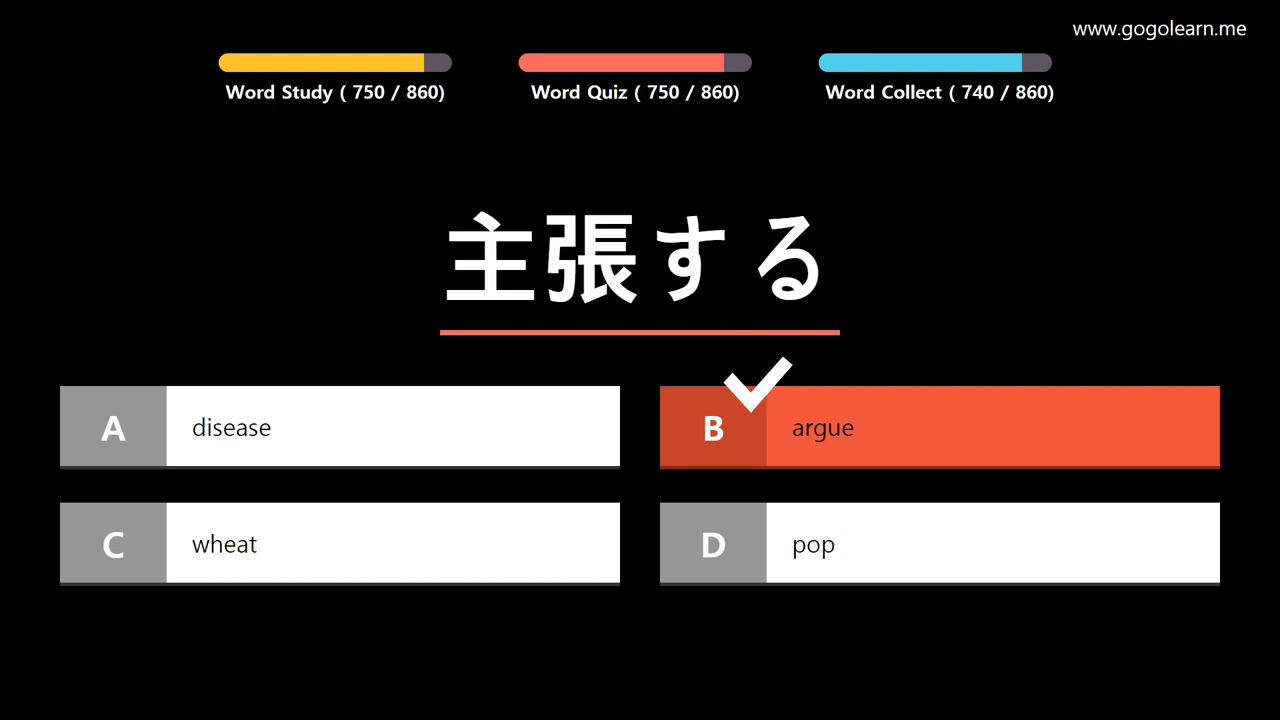 www.gogolearn.me
Word Study ( 750 / 860)
Word Quiz ( 750 / 860)
Word Collect ( 740 / 860)
主張する
A disease
B argue
C wheat
D pop